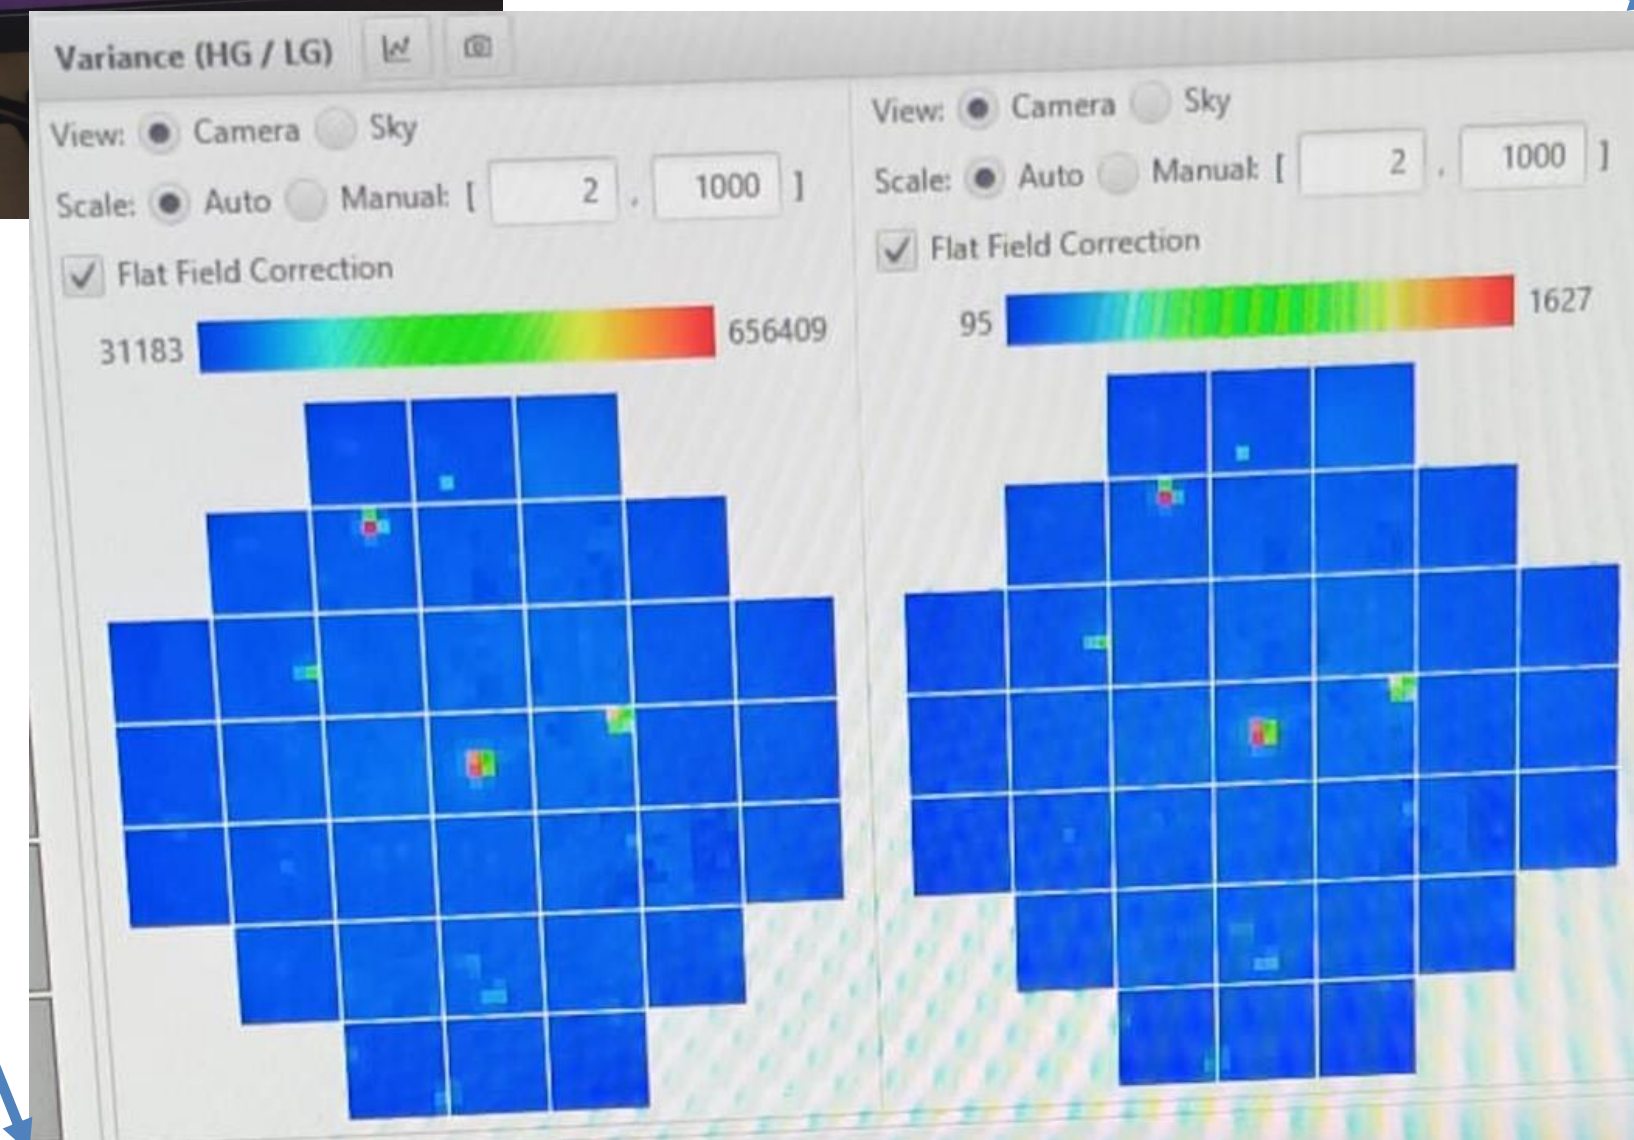 Variance (HG / LG)
View: Camera Sky
Scale: Auto Manual: [ 2 , 1000 ]
Flat Field Correction
31183 656409
View: Camera Sky
Scale: Auto Manual: [ 2 , 1000 ]
Flat Field Correction
95 1627